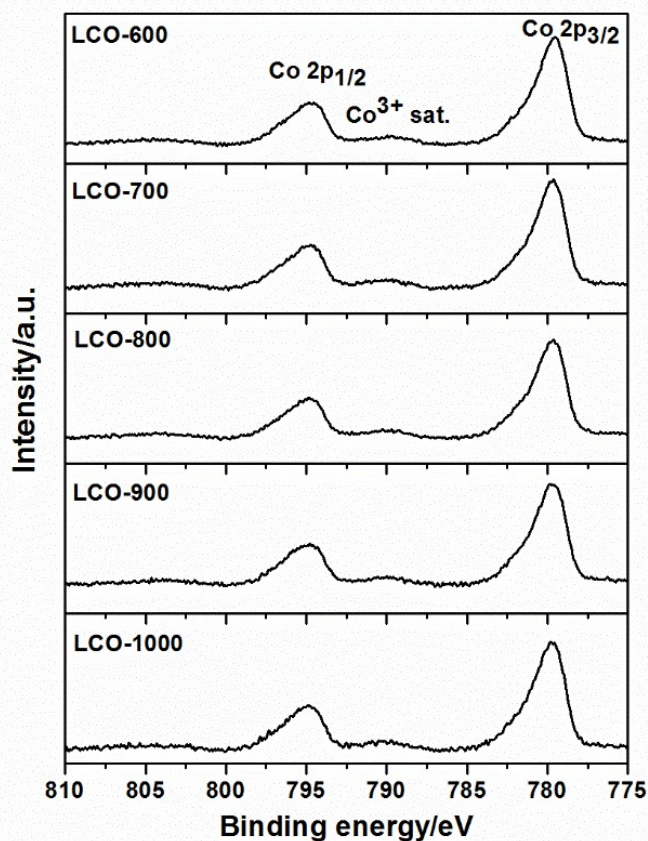 LCO-600
Co 2p3/2
Co 2p1/2
Co3+ sat.
LCO-700
LCO-800
LCO-900
LCO-1000
Intensity/a.u.
810 805 800 795 790 785 780 775
Binding energy/eV